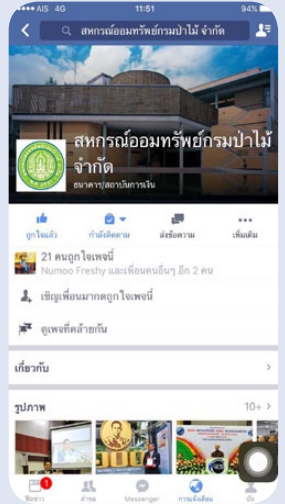 AIS 4G 11:51 94%
สหกรณ์ออมทรัพย์กรมป่าไม้ จำกัด
สหกรณ์ออมทรัพย์กรมป่าไม้
จำกัด
ธนาคาร/สถาบันการเงิน
ถูกใจแล้ว กำลังติดตาม ส่งข้อความ เพิ่มเติม
21 คนถูกใจเพจนี้
Numoo Freshy และเพื่อนคนอื่นๆ อีก 2 คน
เชิญเพื่อนมากดถูกใจเพจนี้
ดูเพจที่คล้ายกัน
เกี่ยวกับ
รูปภาพ 10+
1
ฟีดข่าว คำขอ Messenger การแจ้งเตือน